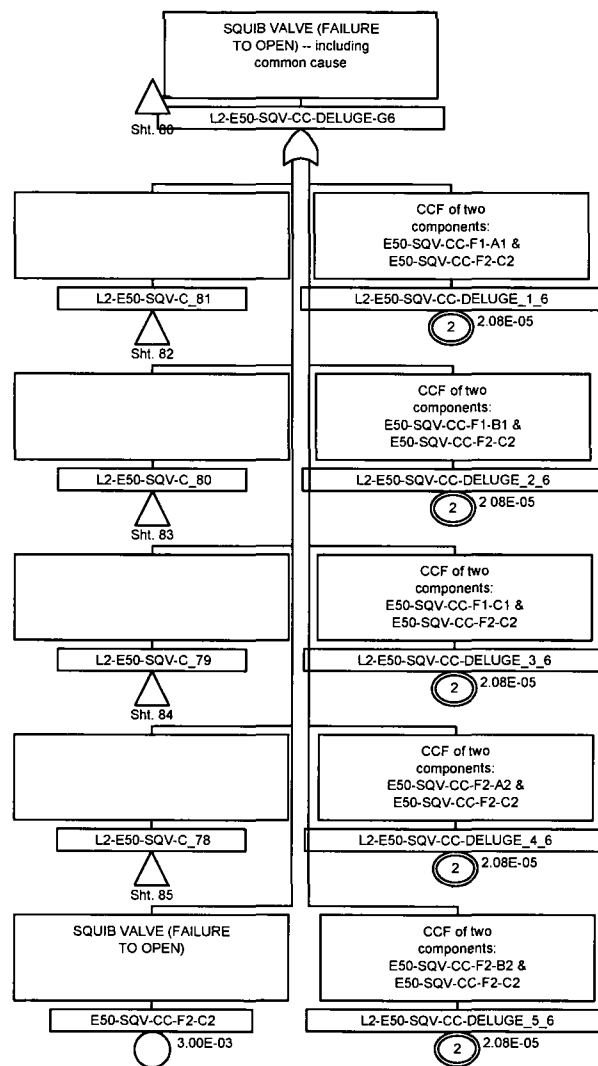 SQUIB VALVE (FAILURE
TO OPEN) -- including
common cause
L2-E50-SQV-CC-DELUGE-G6
Sht. 80
L2-E50-SQV-C_81
Sht. 82
CCF of two
components:
E50-SQV-CC-F1-A1 &
E50-SQV-CC-F2-C2
L2-E50-SQV-CC-DELUGE_1_6
2
2.08E-05
L2-E50-SQV-C_80
Sht. 83
CCF of two
components:
E50-SQV-CC-F1-B1 &
E50-SQV-CC-F2-C2
L2-E50-SQV-CC-DELUGE_2_6
2
2.08E-05
L2-E50-SQV-C_79
Sht. 84
CCF of two
components:
E50-SQV-CC-F1-C1 &
E50-SQV-CC-F2-C2
L2-E50-SQV-CC-DELUGE_3_6
2
2.08E-05
L2-E50-SQV-C_78
Sht. 85
CCF of two
components:
E50-SQV-CC-F2-A2 &
E50-SQV-CC-F2-C2
L2-E50-SQV-CC-DELUGE_4_6
2
2.08E-05
SQUIB VALVE (FAILURE
TO OPEN)
E50-SQV-CC-F2-C2
3.00E-03
CCF of two
components:
E50-SQV-CC-F2-B2 &
E50-SQV-CC-F2-C2
L2-E50-SQV-CC-DELUGE_5_6
2
2.08E-05